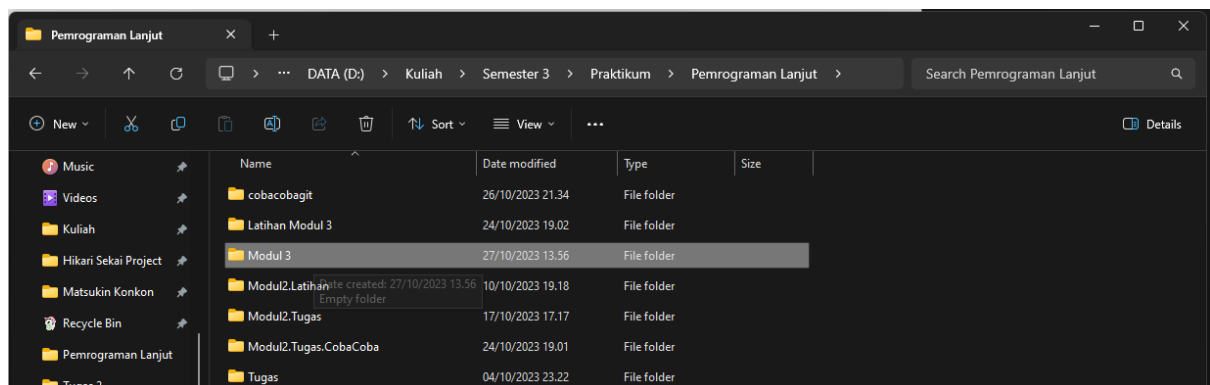 Pemrograman Lanjut
DATA (D:) > Kuliah > Semester 3 > Praktikum > Pemrograman Lanjut > Search Pemrograman Lanjut
New Sort View ... Details
Name Date modified Type Size
Music
Videos
Kuliah
Hikari Sekai Project
Matsukin Konkon
Recycle Bin
Pemrograman Lanjut
cobacobagit 26/10/2023 21.34 File folder
Latihan Modul 3 24/10/2023 19.02 File folder
Modul 3 27/10/2023 13.56 File folder
Modul2.Latihan 10/10/2023 19.18 File folder
Date created: 27/10/2023 13.56
Empty folder
Modul2.Tugas 17/10/2023 17.17 File folder
Modul2.Tugas.CobaCoba 24/10/2023 19.01 File folder
Tugas 04/10/2023 23.22 File folder